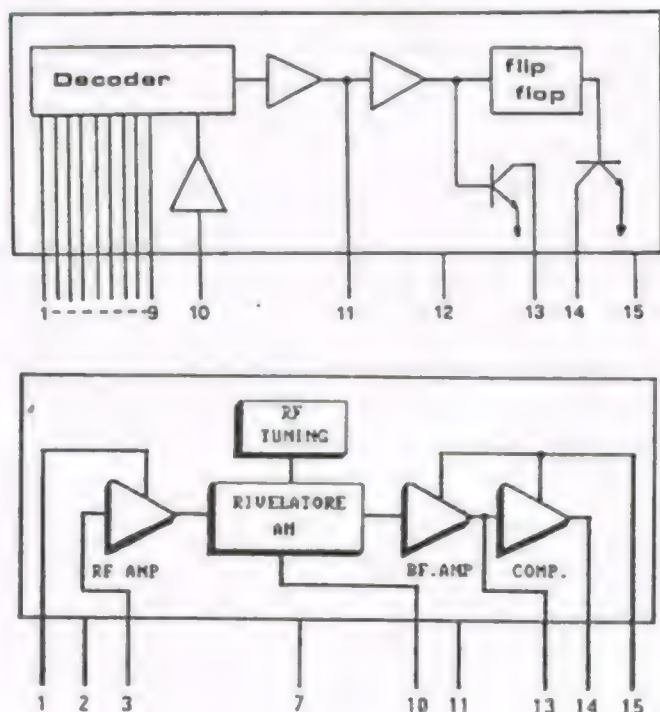 Decoder
flip
flop
1 9 10 11 12 13 14 15
RF
TUNING
RIVELATORE
AM
RF AMP
BF.AMP
COMP.
1 2 3 7 10 11 13 14 15